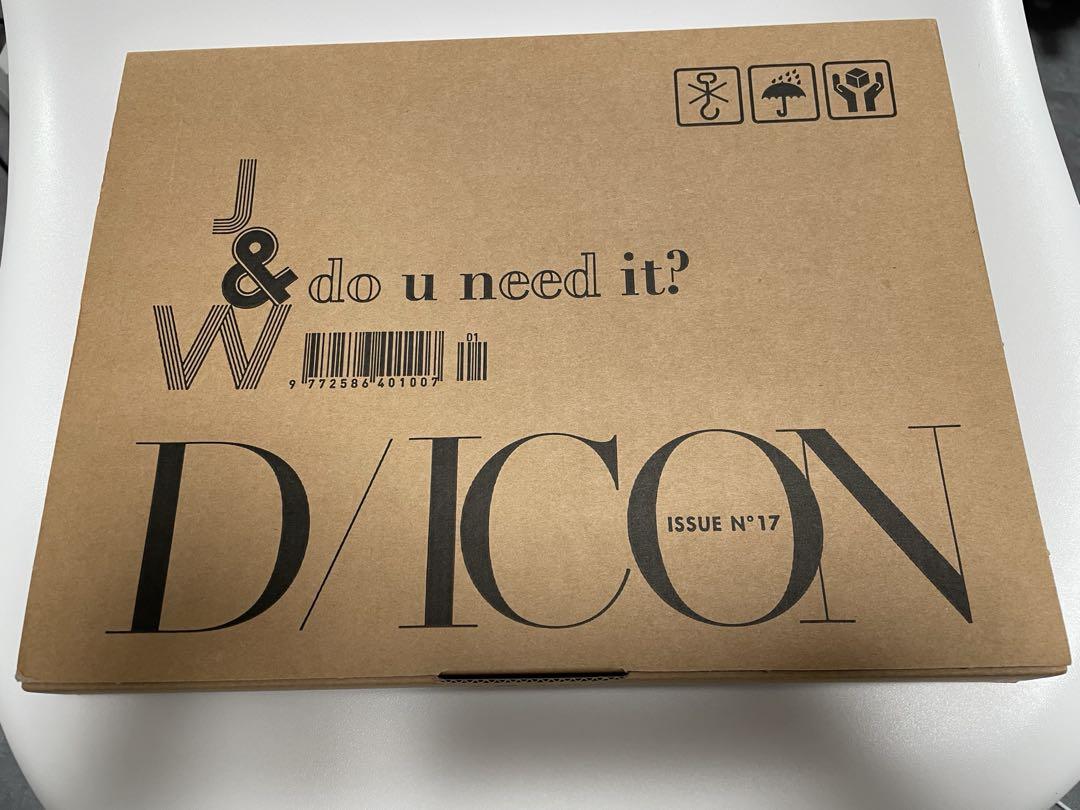 J
&
W
do u need it?
01
9 772586 401007
D/ICON
ISSUE N°17